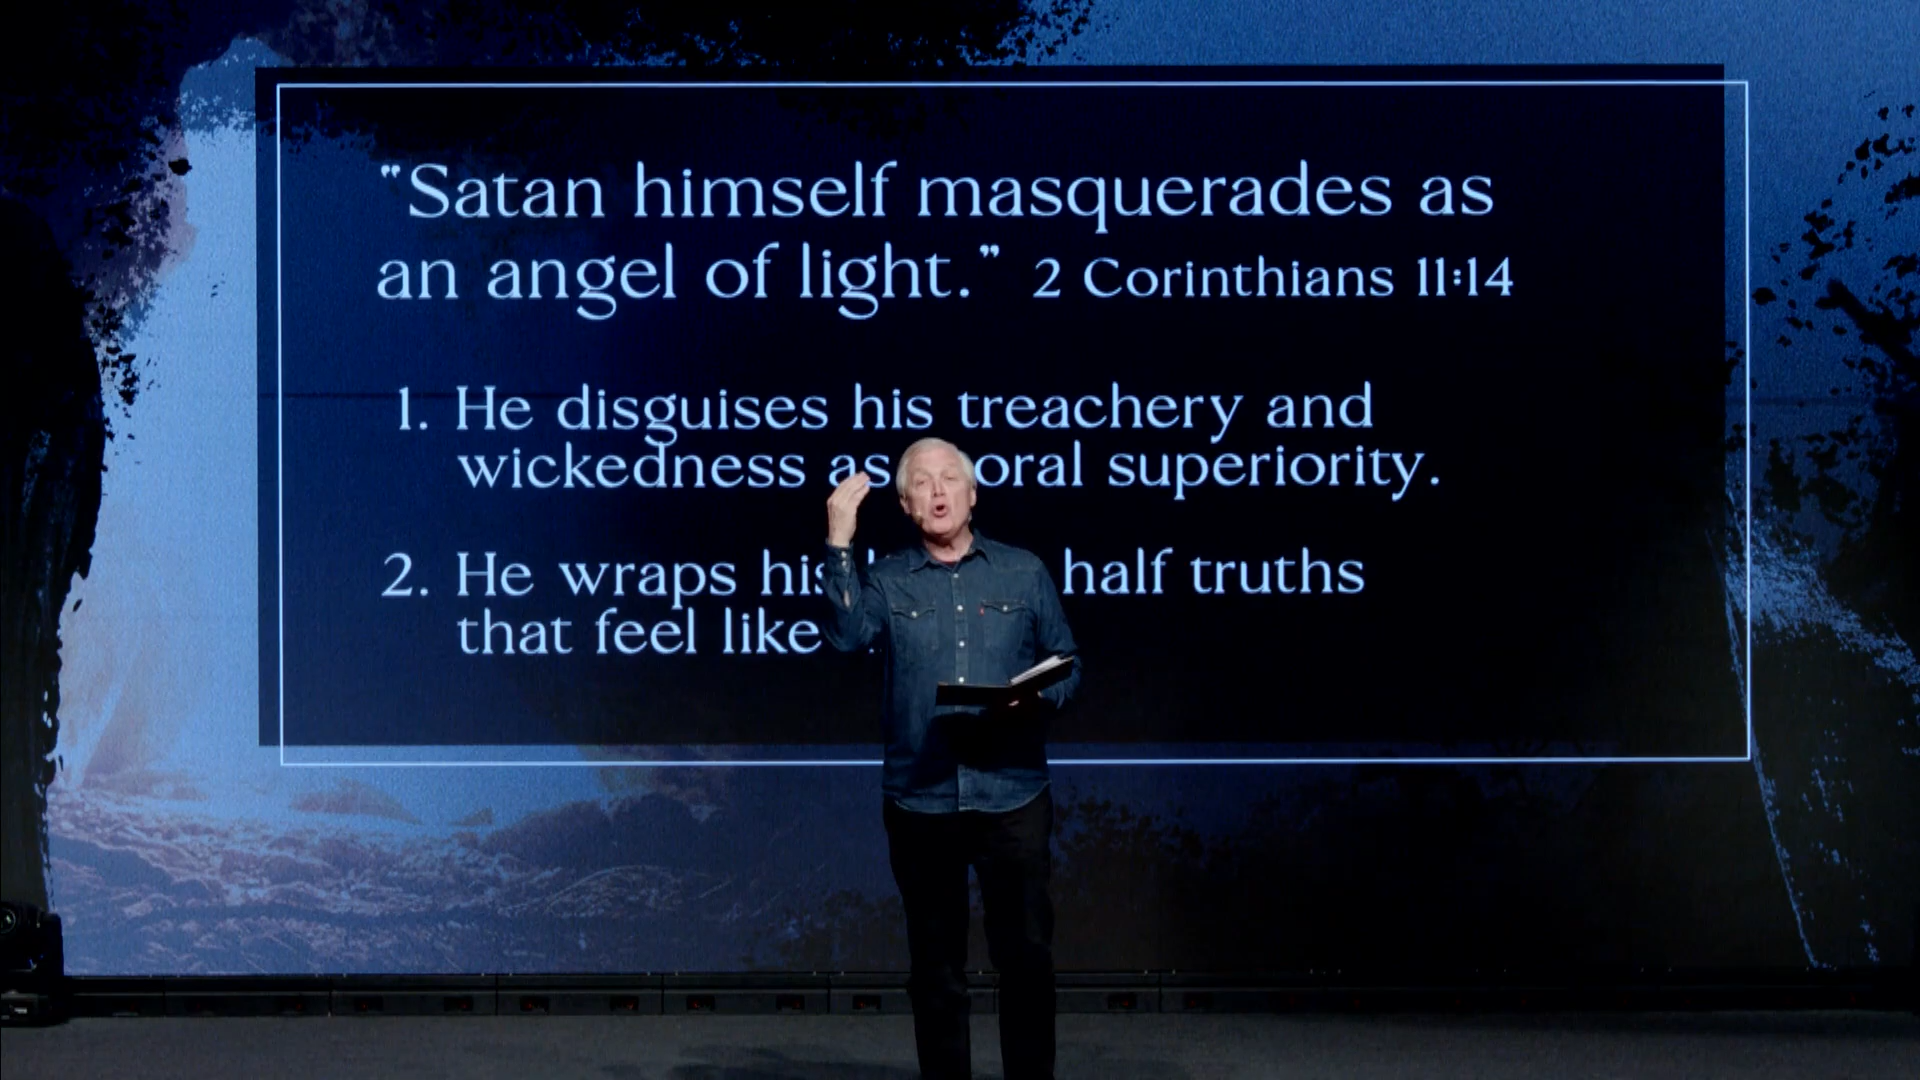 "Satan himself masquerades as
an angel of light." 2 Corinthians 11:14
1. He disguises his treachery and
wickedness as oral superiority.
2. He wraps his half truths
that feel like